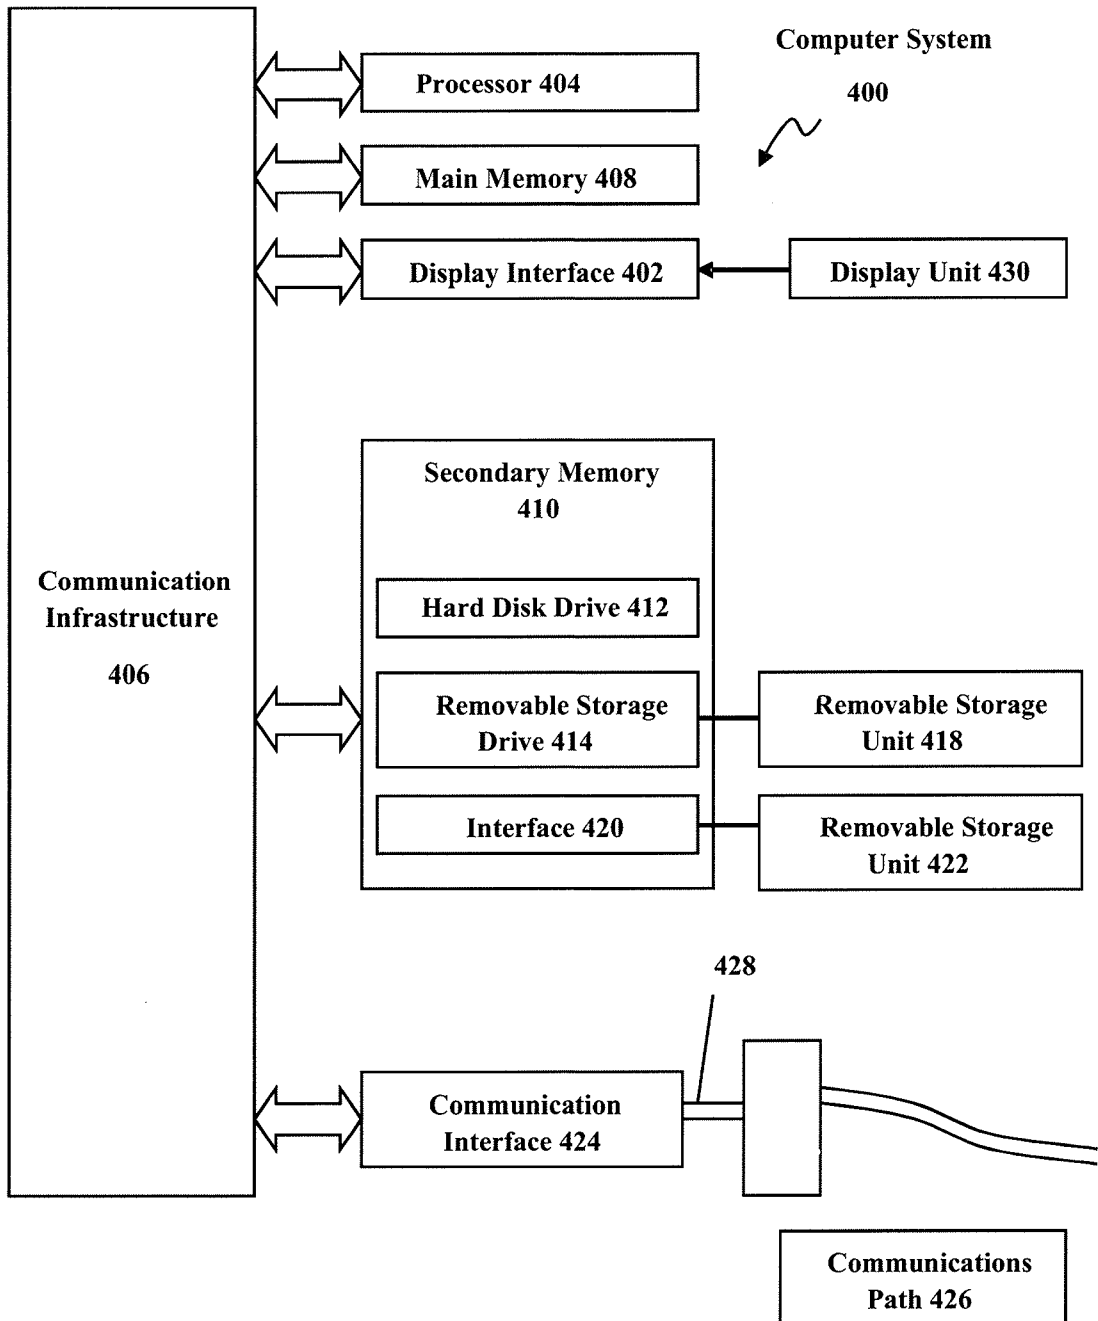 Computer System
400
Processor 404
Main Memory 408
Display Interface 402
Display Unit 430
Secondary Memory
410
Communication
Infrastructure
406
Hard Disk Drive 412
Removable Storage
Drive 414
Removable Storage
Unit 418
Interface 420
Removable Storage
Unit 422
428
Communication
Interface 424
Communications
Path 426